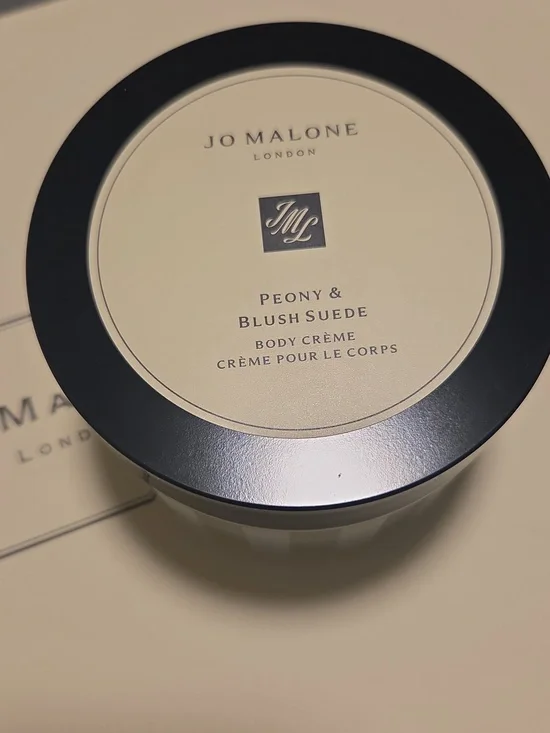 JO MALONE
LONDON
JML
PEONY &
BLUSH SUEDE
BODY CRÈME
CRÈME POUR LE CORPS
MA
LOND